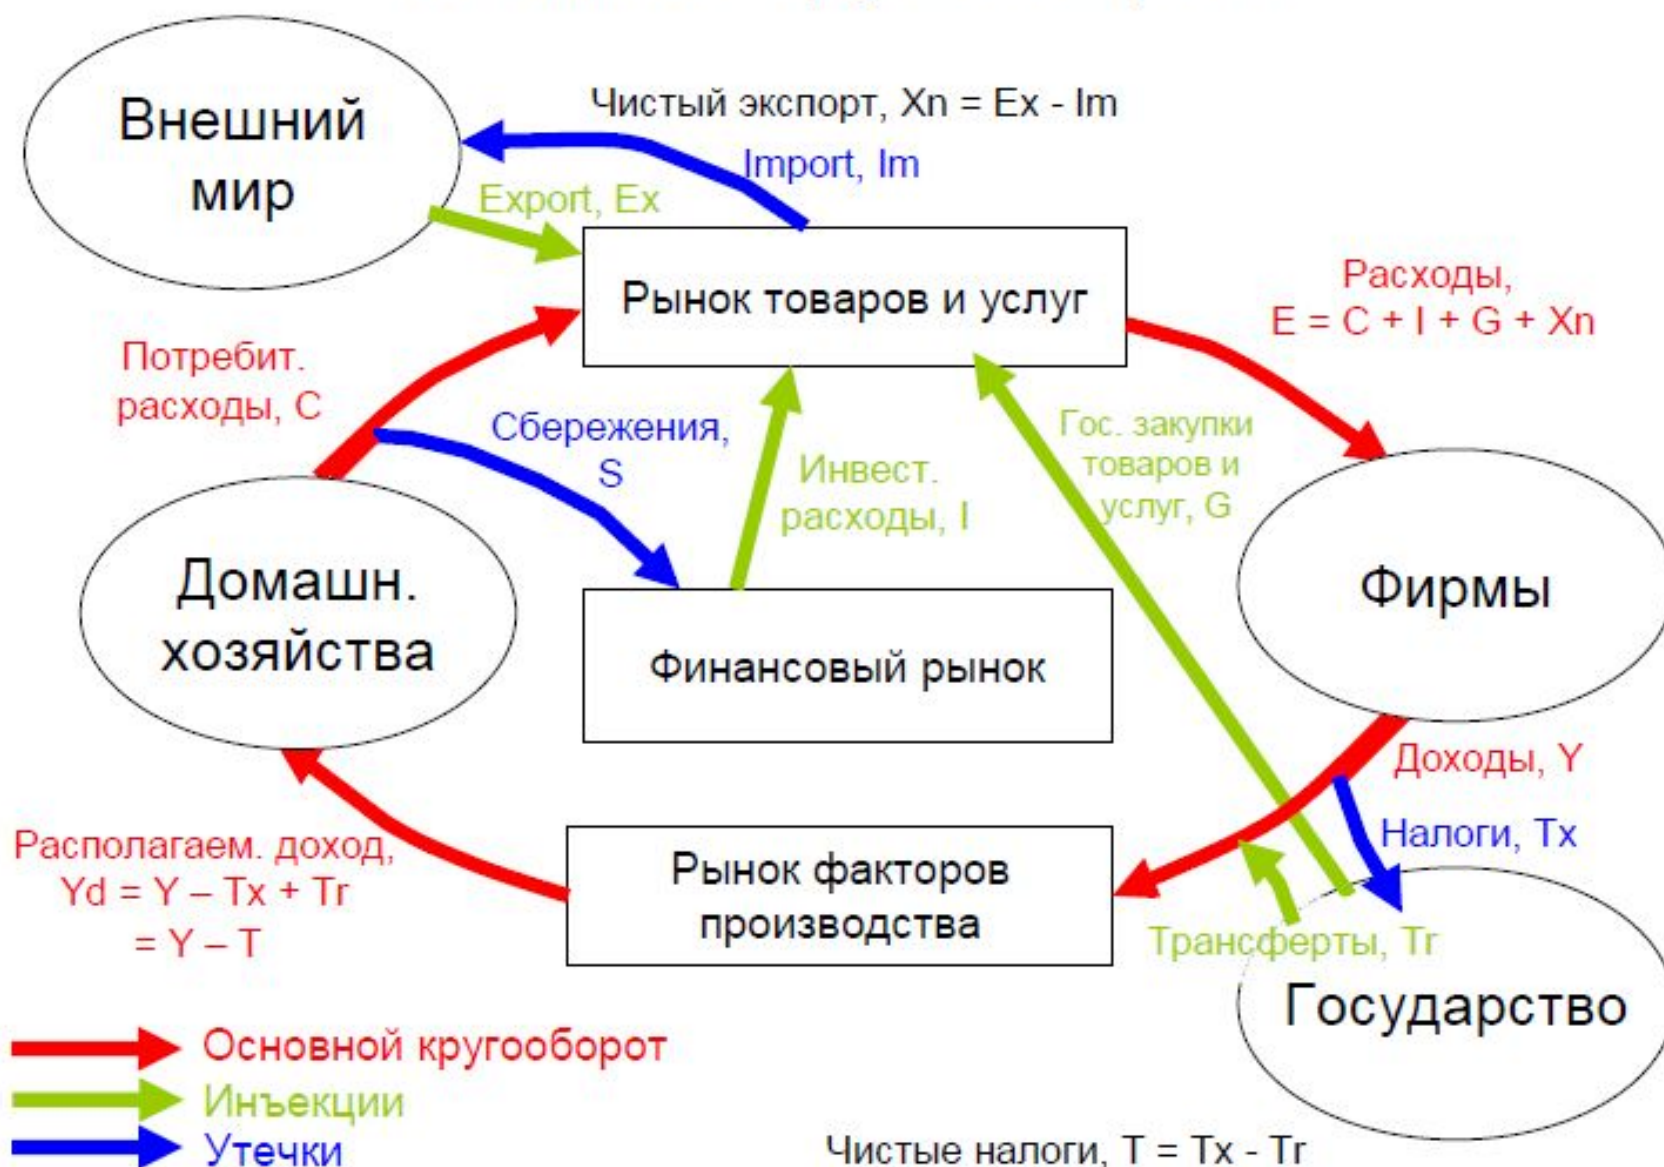 Внешний
мир
Чистый экспорт, Xn = Ex - Im
Import, Im
Export, Ex
Рынок товаров и услуг
Расходы,
E = C + I + G + Xn
Потребит.
расходы, C
Сбережения,
S
Инвест.
расходы, I
Гос. закупки
товаров и
услуг, G
Домашн.
хозяйства
Финансовый рынок
Фирмы
Доходы, Y
Налоги, Tx
Располагаем. доход,
Yd = Y – Tx + Tr
= Y – T
Рынок факторов
производства
Трансферты, Tr
Государство
Основной кругооборот
Инъекции
Утечки
Чистые налоги, T = Tx - Tr